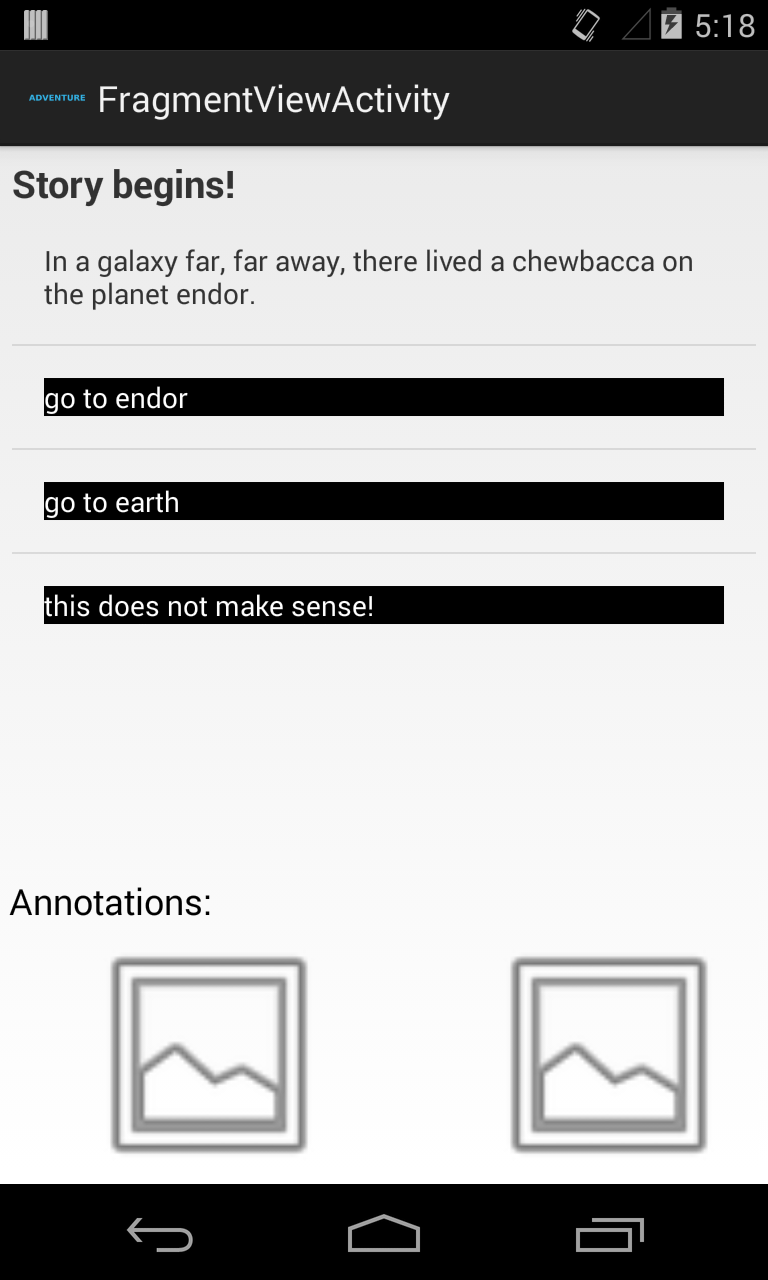 5:18
ADVENTURE FragmentViewActivity
Story begins!
In a galaxy far, far away, there lived a chewbacca on
the planet endor.
go to endor
go to earth
this does not make sense!
Annotations: